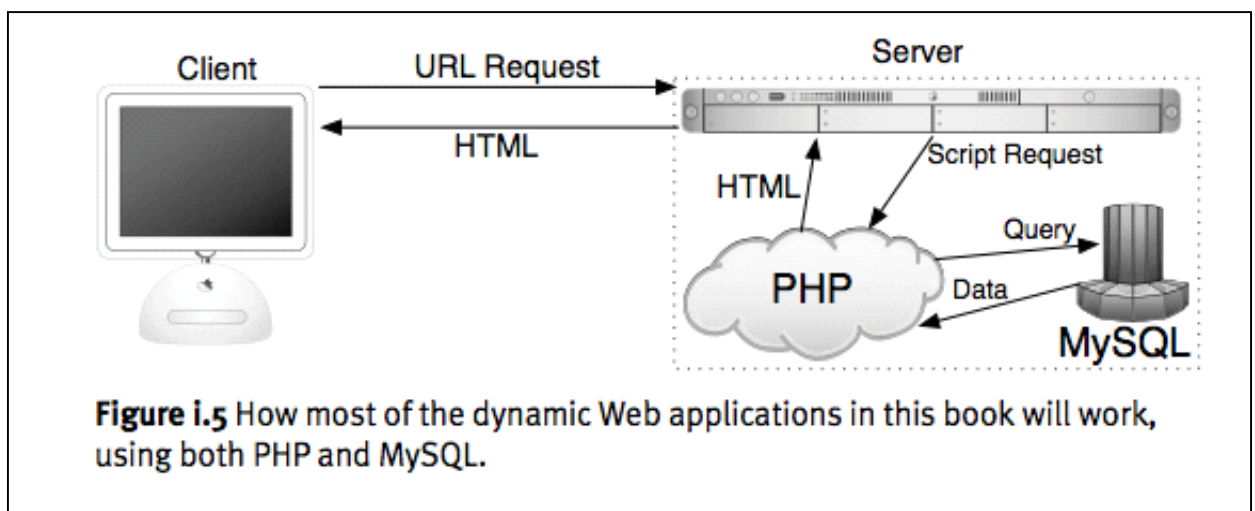 Client
URL Request
Server
HTML
Script Request
HTML
Query
PHP
Data
MySQL
Figure i.5 How most of the dynamic Web applications in this book will work,
using both PHP and MySQL.